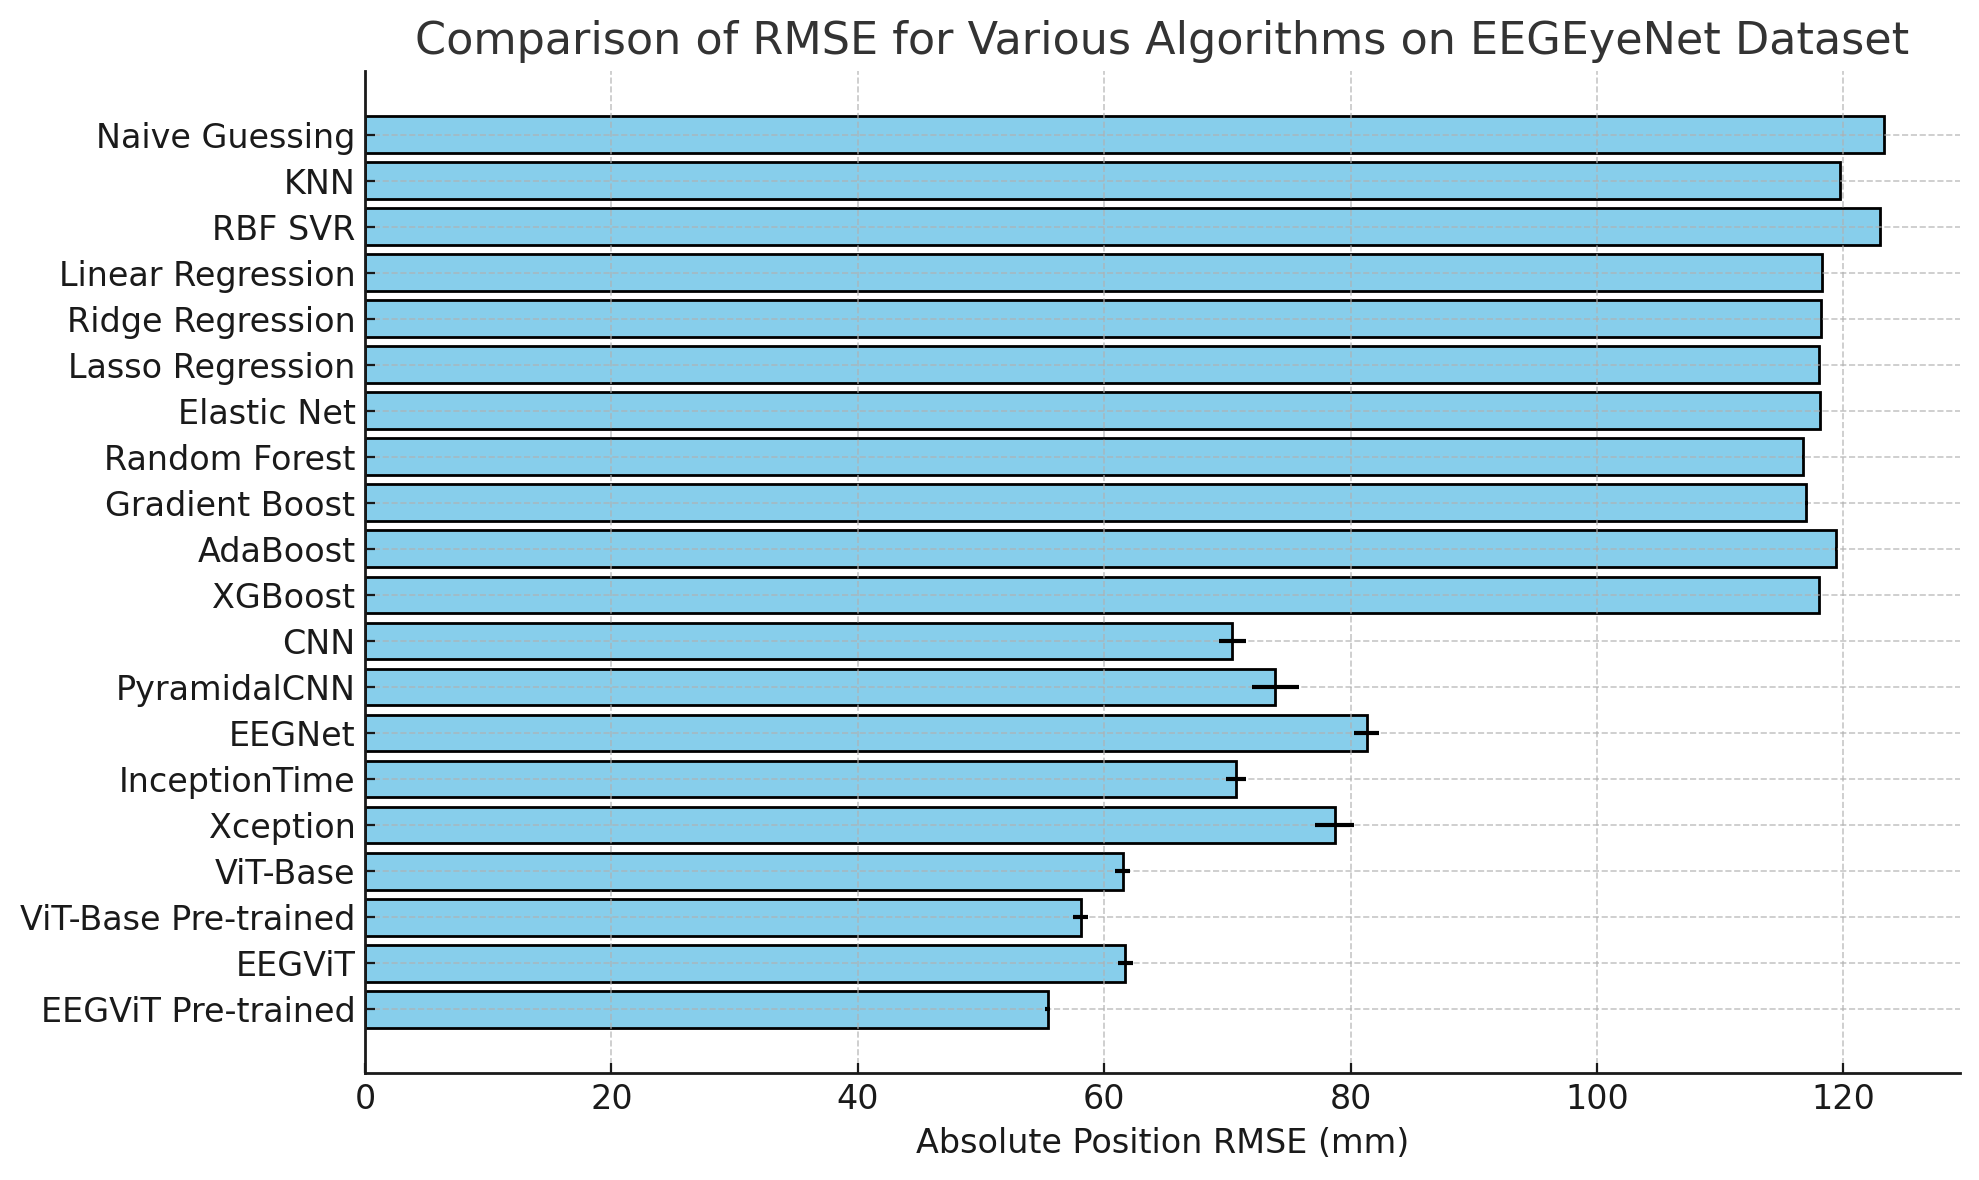 Comparison of RMSE for Various Algorithms on EEGEyeNet Dataset
Naive Guessing
KNN
RBF SVR
Linear Regression
Ridge Regression
Lasso Regression
Elastic Net
Random Forest
Gradient Boost
AdaBoost
XGBoost
CNN
PyramidalCNN
EEGNet
InceptionTime
Xception
ViT-Base
ViT-Base Pre-trained
EEGViT
EEGViT Pre-trained
0 20 40 60 80 100 120
Absolute Position RMSE (mm)